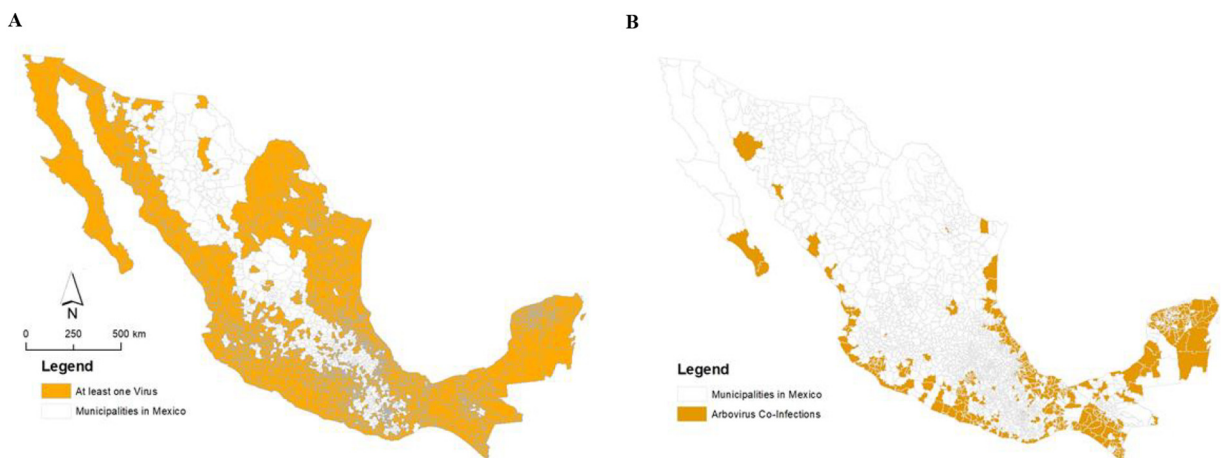 A
B
N
0 250 500 km
Legend
At least one Virus
Municipalities in Mexico
Legend
Municipalities in Mexico
Arbovirus Co-Infections